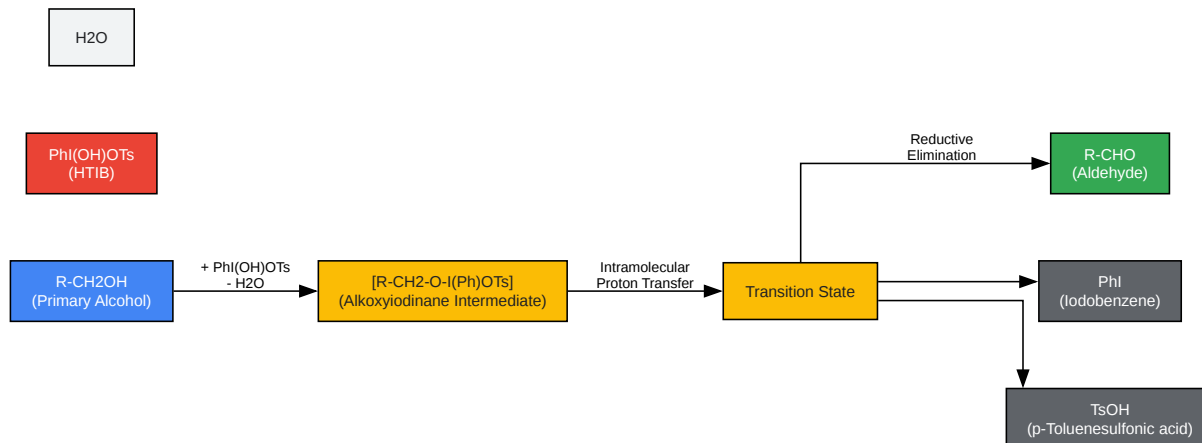 H2O
PhI(OH)OTs
(HTIB)
Reductive
Elimination
R-CHO
(Aldehyde)
R-CH2OH
(Primary Alcohol)
+ PhI(OH)OTs
- H2O
[R-CH2-O-I(Ph)OTs]
(Alkoxyiodinane Intermediate)
Intramolecular
Proton Transfer
Transition State
PhI
(Iodobenzene)
TsOH
(p-Toluenesulfonic acid)